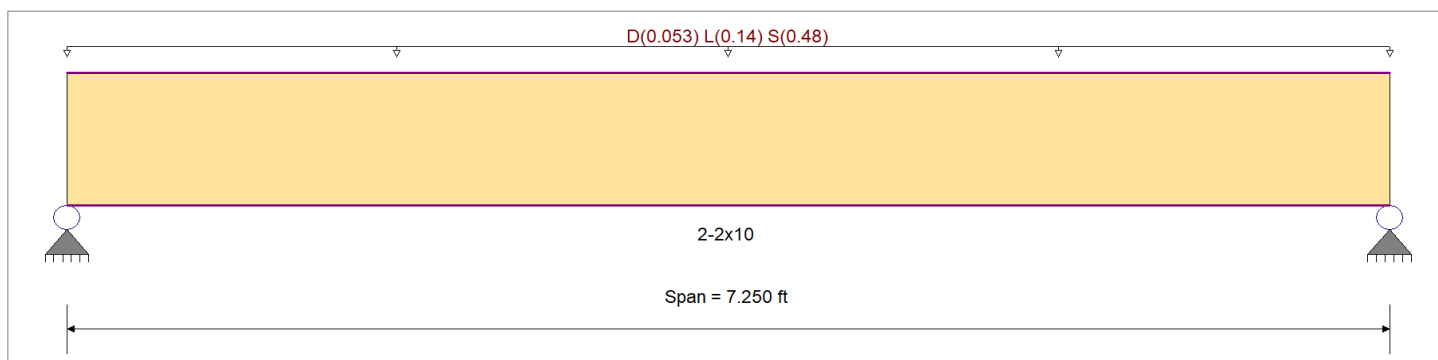 D(0.053) L(0.14) S(0.48)
2-2x10
Span = 7.250 ft